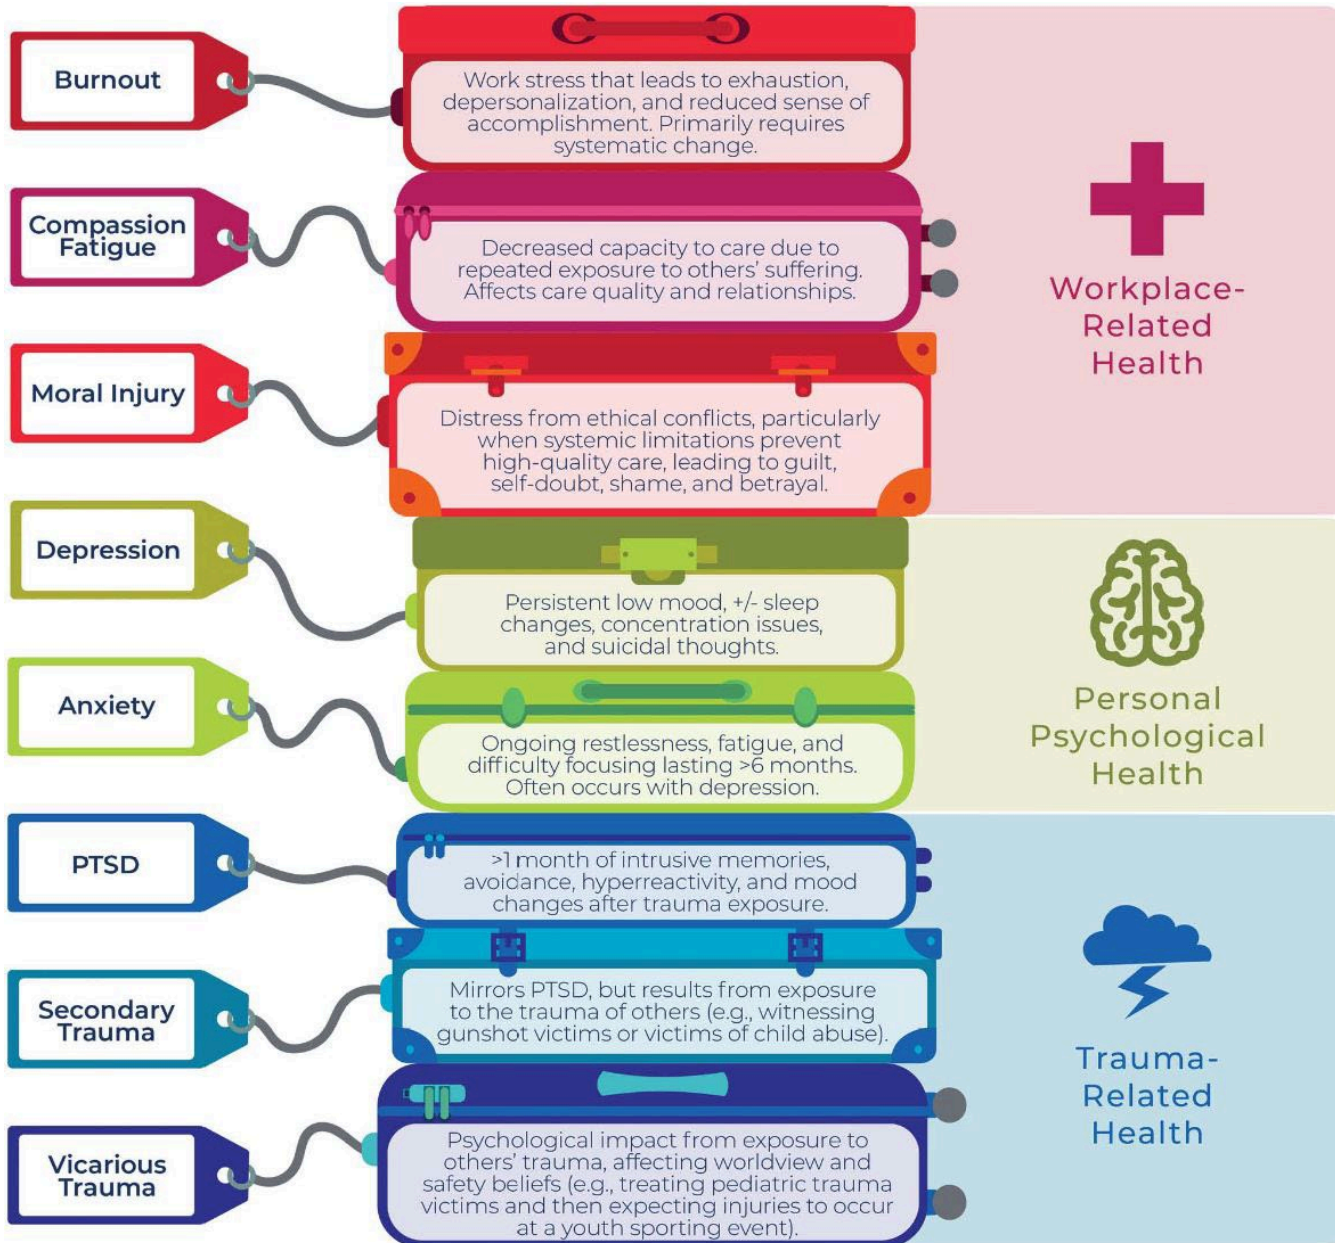 Burnout
Work stress that leads to exhaustion,
depersonalization, and reduced sense of
accomplishment. Primarily requires
systematic change.
Compassion
Fatigue
Decreased capacity to care due to
repeated exposure to others' suffering.
Affects care quality and relationships.
Moral Injury
Distress from ethical conflicts, particularly
when systemic limitations prevent
high-quality care, leading to guilt,
self-doubt, shame, and betrayal.
Workplace-
Related
Health
Depression
Persistent low mood, +/- sleep
changes, concentration issues,
and suicidal thoughts.
Anxiety
Ongoing restlessness, fatigue, and
difficulty focusing lasting >6 months.
Often occurs with depression.
Personal
Psychological
Health
PTSD
>1 month of intrusive memories,
avoidance, hyperreactivity, and mood
changes after trauma exposure.
Secondary
Trauma
Mirrors PTSD, but results from exposure
to the trauma of others (e.g., witnessing
gunshot victims or victims of child abuse).
Vicarious
Trauma
Psychological impact from exposure to
others' trauma, affecting worldview and
safety beliefs (e.g., treating pediatric trauma
victims and then expecting injuries to occur
at a youth sporting event).
Trauma-
Related
Health